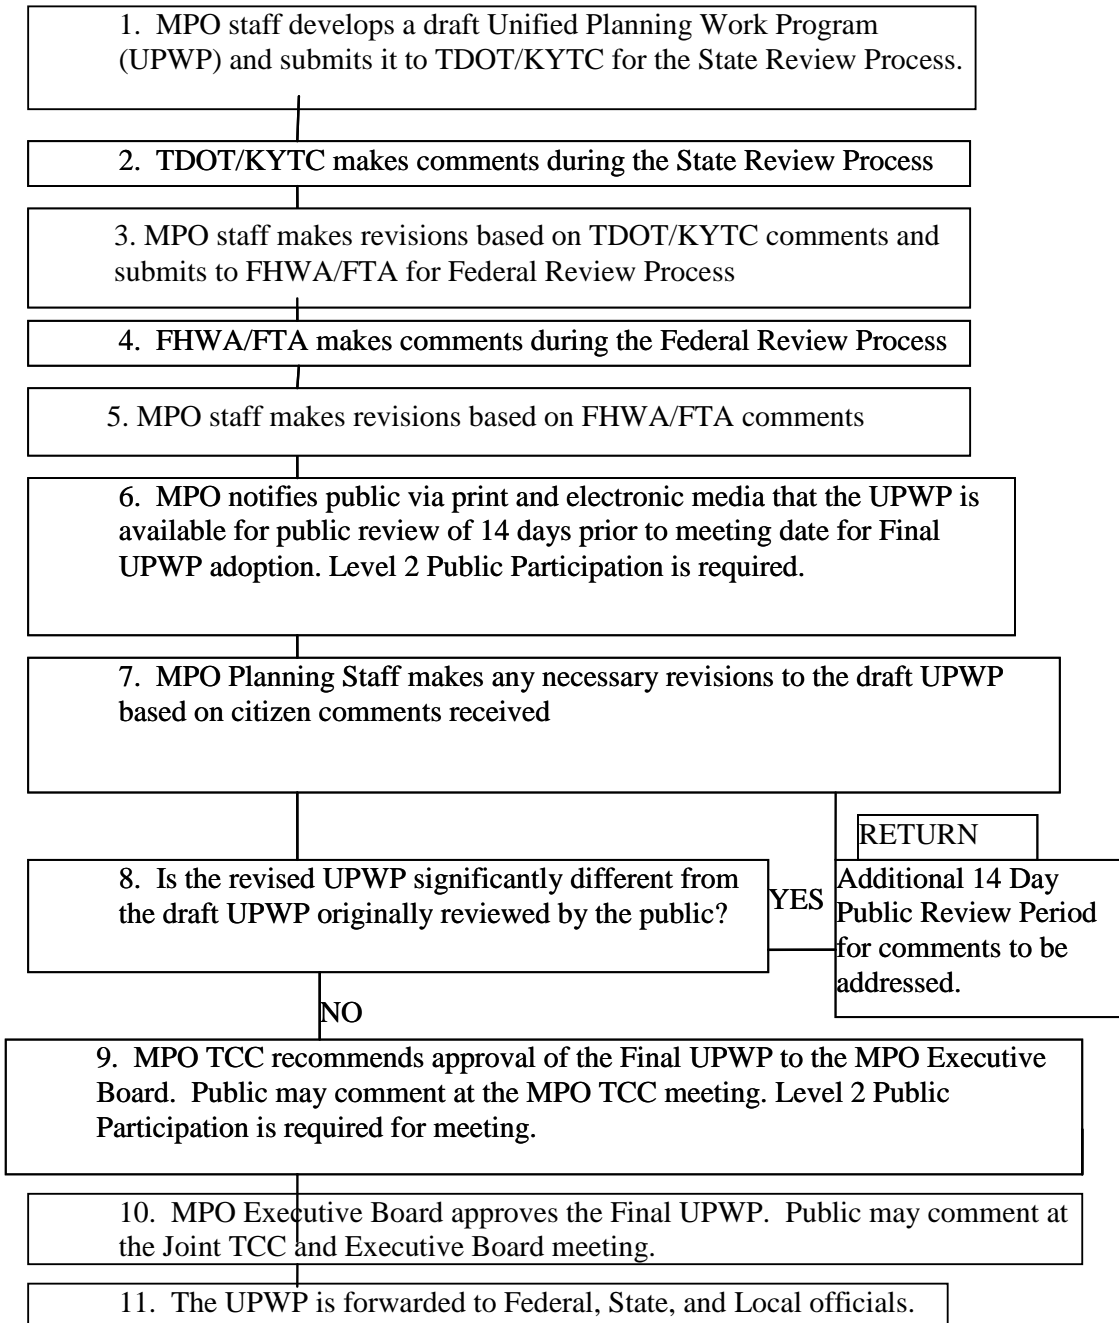 1. MPO staff develops a draft Unified Planning Work Program
(UPWP) and submits it to TDOT/KYTC for the State Review Process.
2. TDOT/KYTC makes comments during the State Review Process
3. MPO staff makes revisions based on TDOT/KYTC comments and
submits to FHWA/FTA for Federal Review Process
4. FHWA/FTA makes comments during the Federal Review Process
5. MPO staff makes revisions based on FHWA/FTA comments
6. MPO notifies public via print and electronic media that the UPWP is
available for public review of 14 days prior to meeting date for Final
UPWP adoption. Level 2 Public Participation is required.
7. MPO Planning Staff makes any necessary revisions to the draft UPWP
based on citizen comments received
RETURN
8. Is the revised UPWP significantly different from
the draft UPWP originally reviewed by the public?
YES
Additional 14 Day
Public Review Period
for comments to be
addressed.
NO
9. MPO TCC recommends approval of the Final UPWP to the MPO Executive
Board. Public may comment at the MPO TCC meeting. Level 2 Public
Participation is required for meeting.
10. MPO Executive Board approves the Final UPWP. Public may comment at
the Joint TCC and Executive Board meeting.
11. The UPWP is forwarded to Federal, State, and Local officials.